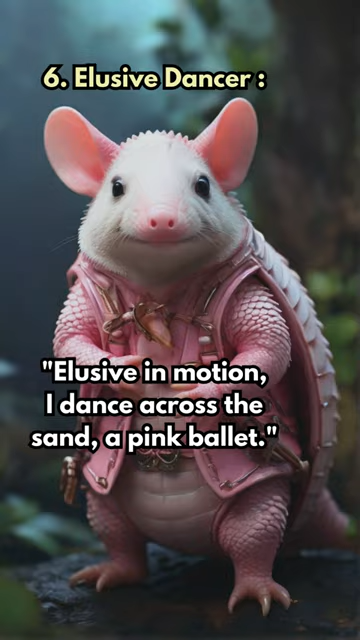 6. Elusive Dancer :
"Elusive in motion,
I dance across the
sand, a pink ballet."